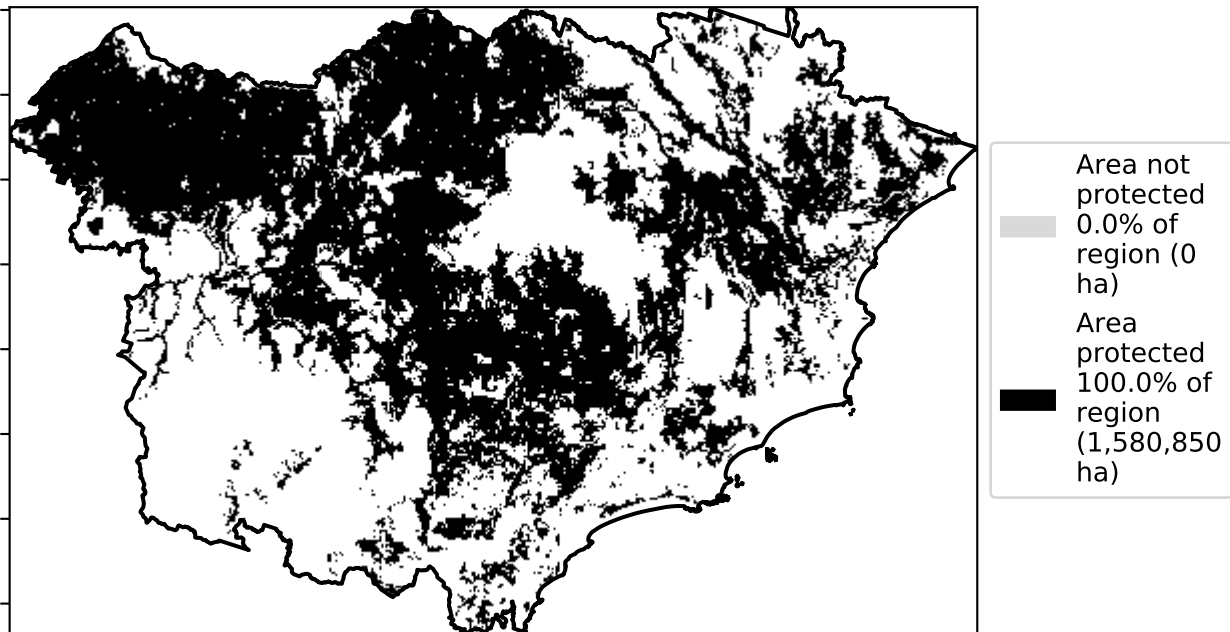 Area not
protected
0.0% of
region (0
ha)
Area
protected
100.0% of
region
(1,580,850
ha)